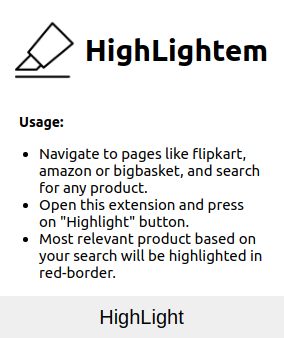 HighLightem
Usage:
• Navigate to pages like flipkart,
amazon or bigbasket, and search
for any product.
• Open this extension and press
on "Highlight" button.
• Most relevant product based on
your search will be highlighted in
red-border.
HighLight